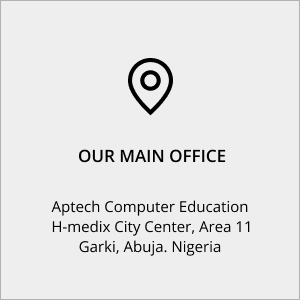 OUR MAIN OFFICE
Aptech Computer Education
H-medix City Center, Area 11
Garki, Abuja. Nigeria